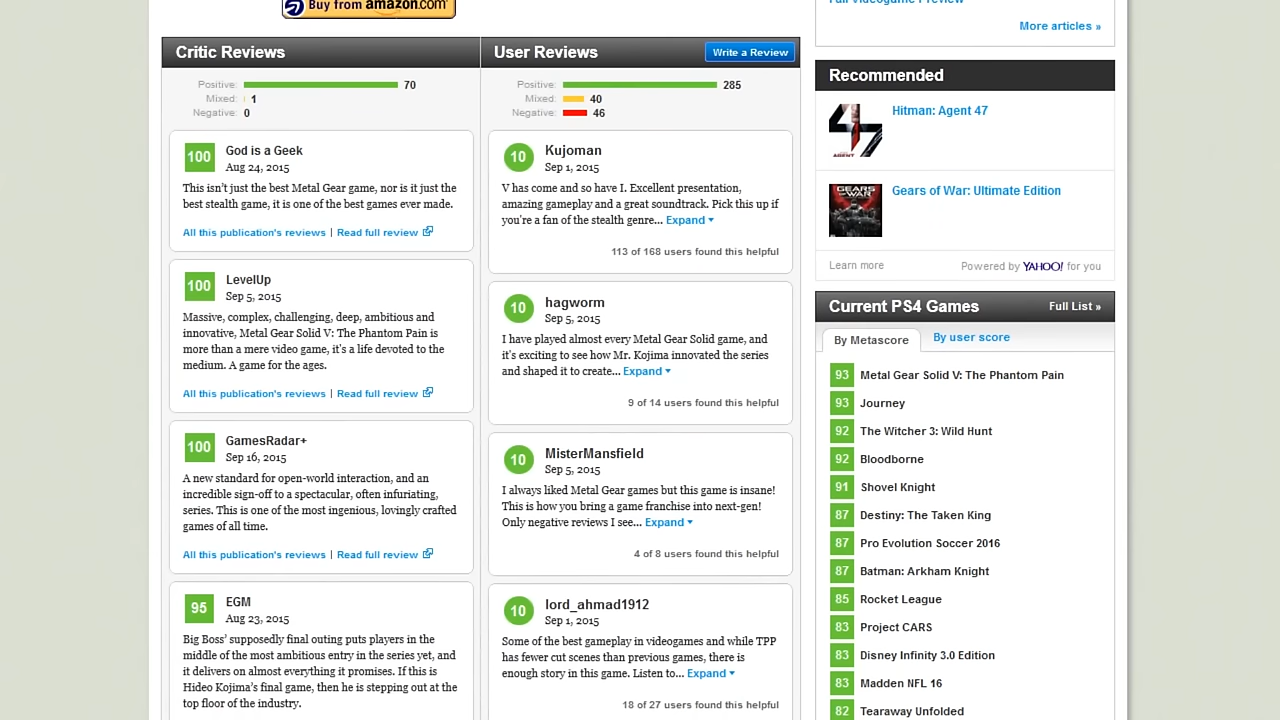 Buy from amazon.com
Full Videogame Preview
More articles »
Critic Reviews
Positive: 70
Mixed: 1
Negative: 0
100
God is a Geek
Aug 24, 2015
This isn't just the best Metal Gear game, nor is it just the
best stealth game, it is one of the best games ever made.
All this publication's reviews | Read full review
100
LevelUp
Sep 5, 2015
Massive, complex, challenging, deep, ambitious and
innovative, Metal Gear Solid V: The Phantom Pain is
more than a mere video game, it's a life devoted to the
medium. A game for the ages.
All this publication's reviews | Read full review
100
GamesRadar+
Sep 16, 2015
A new standard for open-world interaction, and an
incredible sign-off to a spectacular, often infuriating,
series. This is one of the most ingenious, lovingly crafted
games of all time.
All this publication's reviews | Read full review
95
EGM
Aug 23, 2015
Big Boss' supposedly final outing puts players in the
middle of the most ambitious entry in the series yet, and
it delivers on almost everything it promises. If this is
Hideo Kojima's final game, then he is stepping out at the
top floor of the industry.
User Reviews
Write a Review
Positive: 285
Mixed: 40
Negative: 46
10
Kujoman
Sep 1, 2015
V has come and so have I. Excellent presentation,
amazing gameplay and a great soundtrack. Pick this up if
you're a fan of the stealth genre... Expand
113 of 168 users found this helpful
10
hagworm
Sep 5, 2015
I have played almost every Metal Gear Solid game, and
it's exciting to see how Mr. Kojima innovated the series
and shaped it to create... Expand
9 of 14 users found this helpful
10
MisterMansfield
Sep 5, 2015
I always liked Metal Gear games but this game is insane!
This is how you bring a game franchise into next-gen!
Only negative reviews I see... Expand
4 of 8 users found this helpful
10
lord_ahmad1912
Sep 1, 2015
Some of the best gameplay in videogames and while TPP
has fewer cut scenes than previous games, there is
enough story in this game. Listen to... Expand
18 of 27 users found this helpful
Recommended
47
AGENT
Hitman: Agent 47
GEARS
OF WAR
Gears of War: Ultimate Edition
Learn more
Powered by YAHOO! for you
Current PS4 Games
Full List »
By Metascore
By user score
93 Metal Gear Solid V: The Phantom Pain
93 Journey
92 The Witcher 3: Wild Hunt
92 Bloodborne
91 Shovel Knight
87 Destiny: The Taken King
87 Pro Evolution Soccer 2016
87 Batman: Arkham Knight
85 Rocket League
83 Project CARS
83 Disney Infinity 3.0 Edition
83 Madden NFL 16
82 Tearaway Unfolded